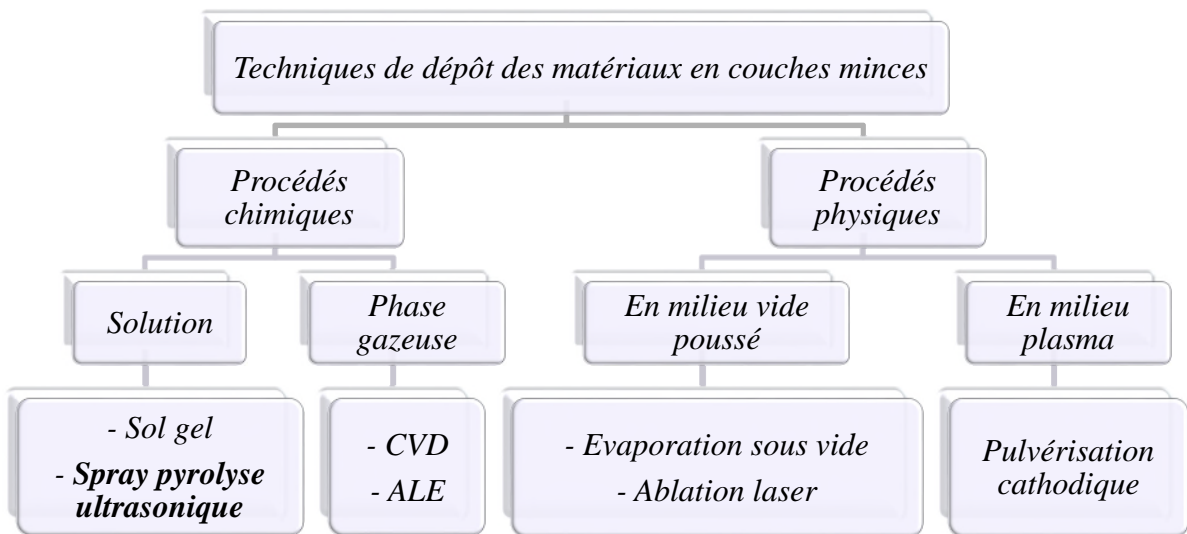 Techniques de dépôt des matériaux en couches minces
Procédés
chimiques
Procédés
physiques
Solution
Phase
gazeuse
En milieu vide
poussé
En milieu
plasma
- Sol gel
- Spray pyrolyse
ultrasonique
- CVD
- ALE
- Evaporation sous vide
- Ablation laser
Pulvérisation
cathodique